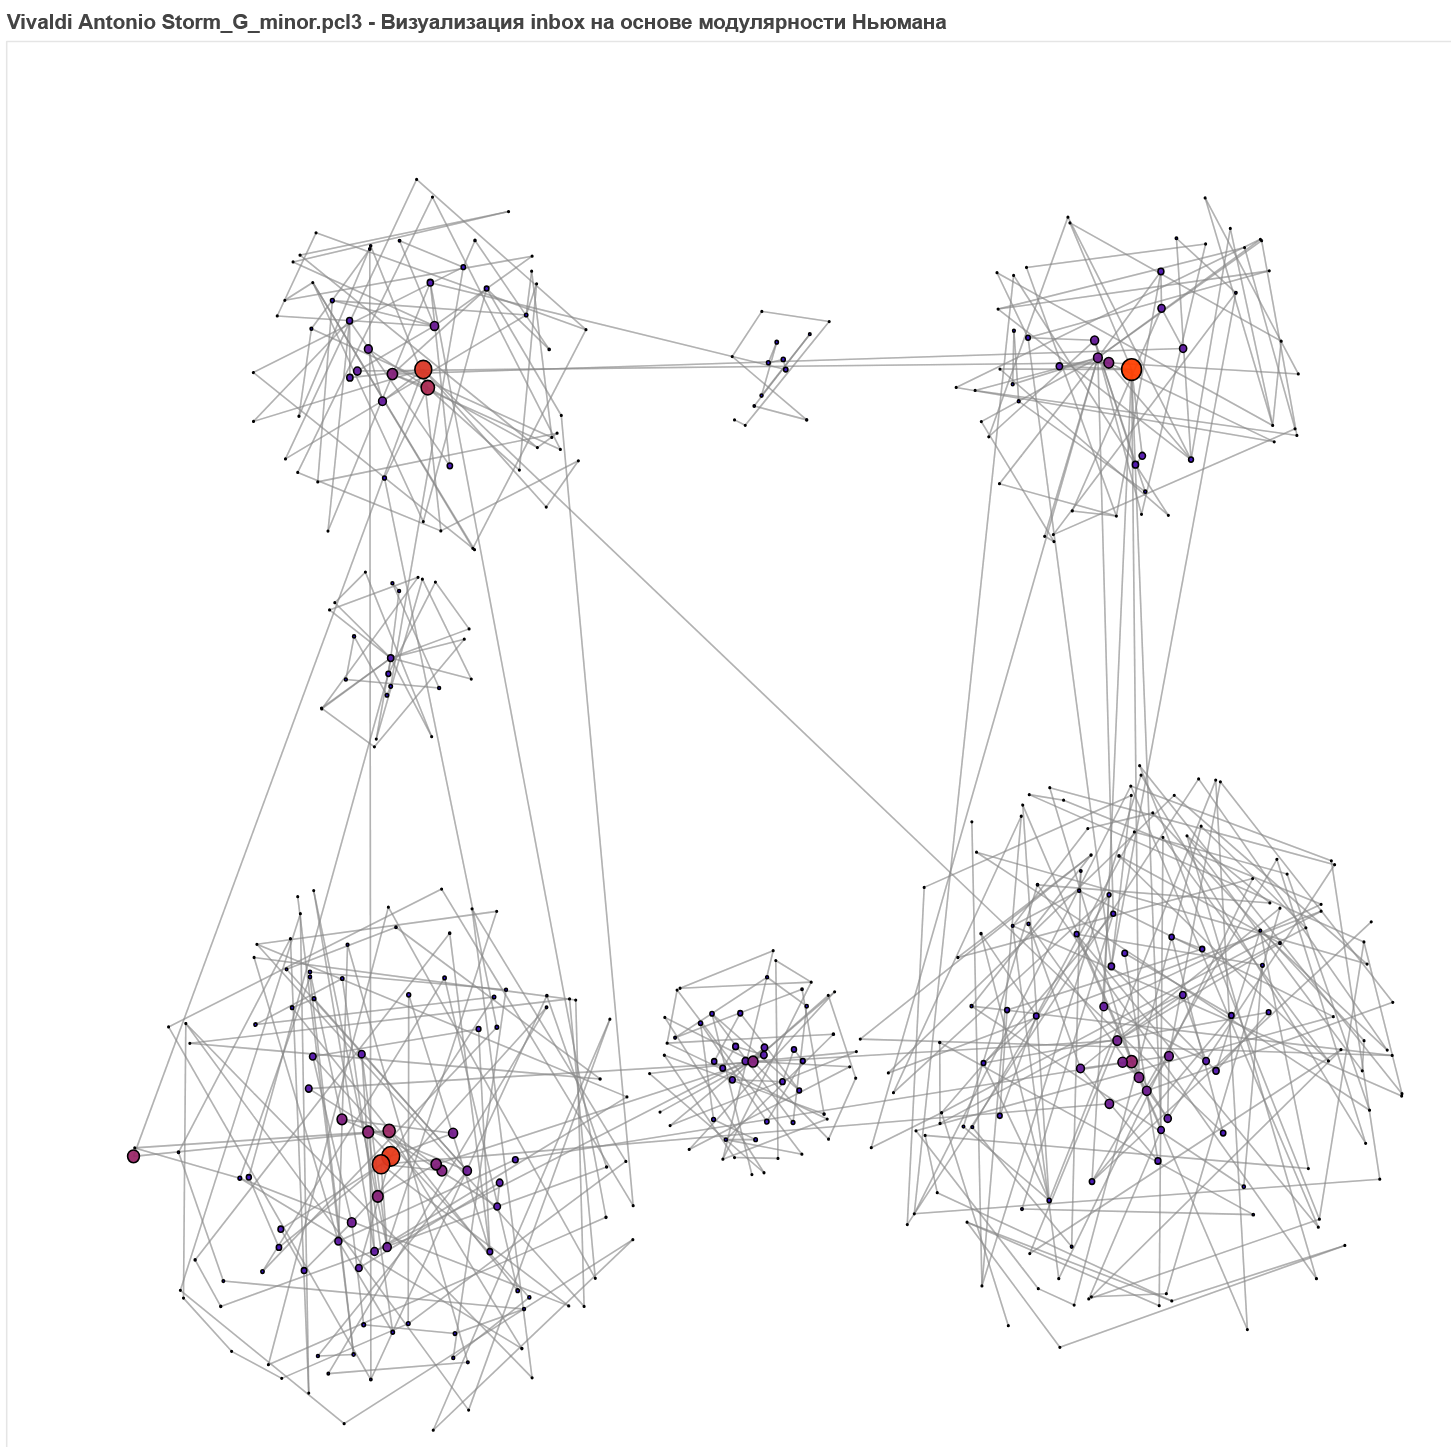 Vivaldi Antonio Storm_G_minor.pcl3 - Визуализация inbox на основе модулярности Ньюмана